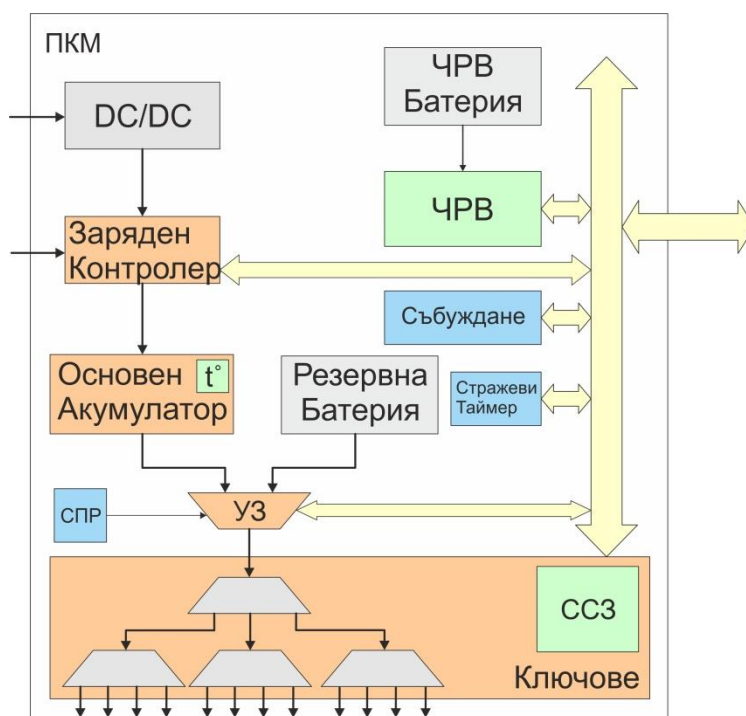 ПКМ
DC/DC
ЧРВ
Батерия
ЧРВ
Заряден
Контролер
Събуждане
Основен
Акумулатор
t°
Резервна
Батерия
Стражеви
Таймер
СПР
УЗ
ССЗ
Ключове